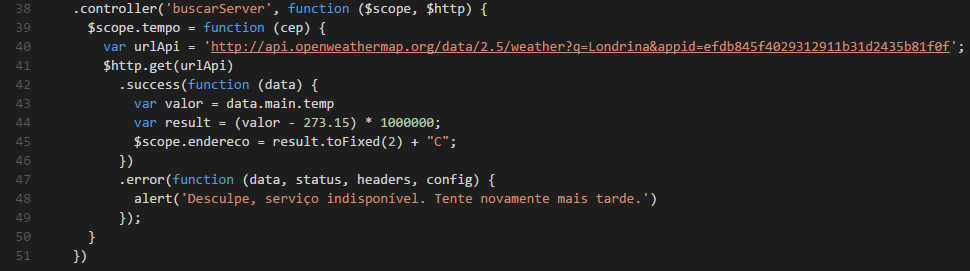 38 .controller('buscarServer', function ($scope, $http) {
39 $scope.tempo = function (cep) {
40 var urlApi = 'http://api.openweathermap.org/data/2.5/weather?q=Londrina&appid=efdb845f4029312911b31d2435b81f0f';
41 $http.get(urlApi)
42 .success(function (data) {
43 var valor = data.main.temp
44 var result = (valor - 273.15) * 1000000;
45 $scope.endereco = result.toFixed(2) + "C";
46 })
47 .error(function (data, status, headers, config) {
48 alert('Desculpe, serviço indisponível. Tente novamente mais tarde.')
49 });
50 }
51 })